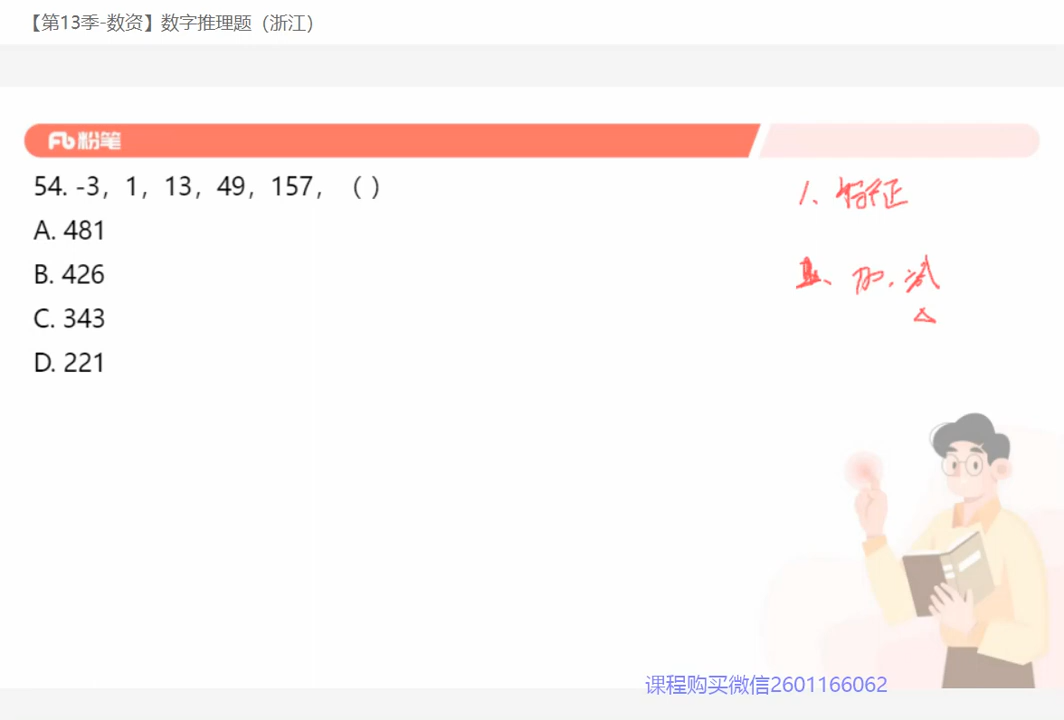 【第13季-数资】数字推理题（浙江）
粉笔
54. -3，1，13，49，157，（ ）
1、特征
A. 481
B. 426
加、减
C. 343
D. 221
课程购买微信2601166062